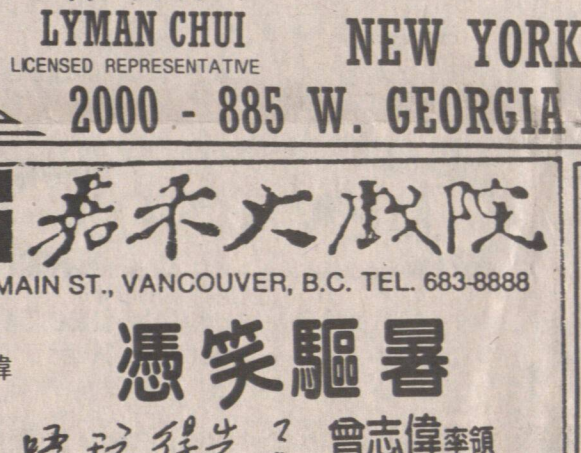 LYMAN CHUI
LICENSED REPRESENTATIVE
NEW YORK
2000 - 885 W. GEORGIA
嘉禾大戲院
MAIN ST., VANCOUVER, B.C. TEL. 683-8888
憑笑驅暑
偉
曾志偉率領